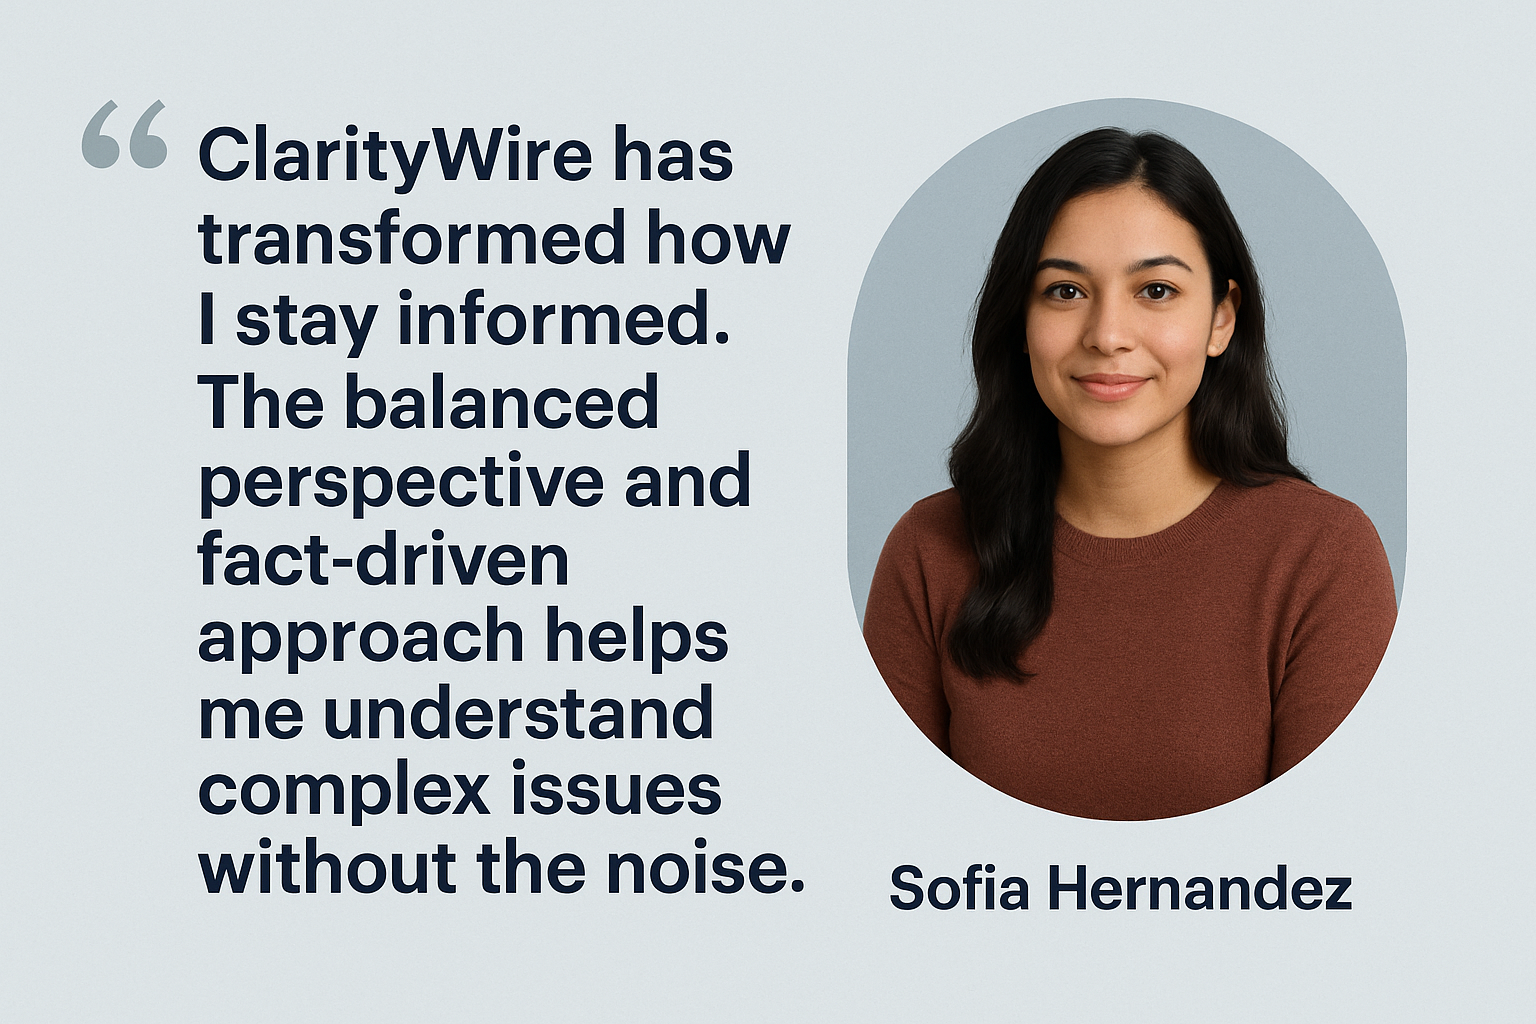 “ ClarityWire has
transformed how
I stay informed.
The balanced
perspective and
fact-driven
approach helps
me understand
complex issues
without the noise.
Sofia Hernandez